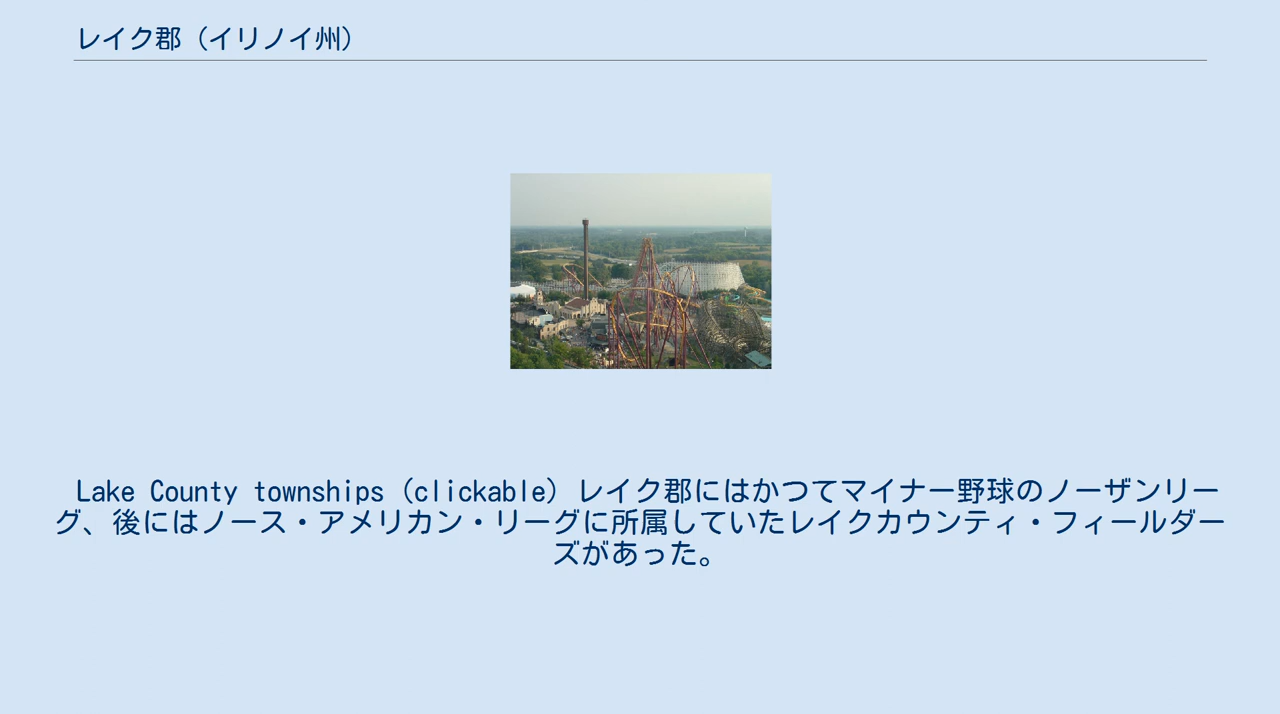 レイク郡（イリノイ州）
Lake County townships (clickable) レイク郡にはかつてマイナー野球のノーザンリー
グ、後にはノース・アメリカン・リーグに所属していたレイクカウンティ・フィールダー
ズがあった。